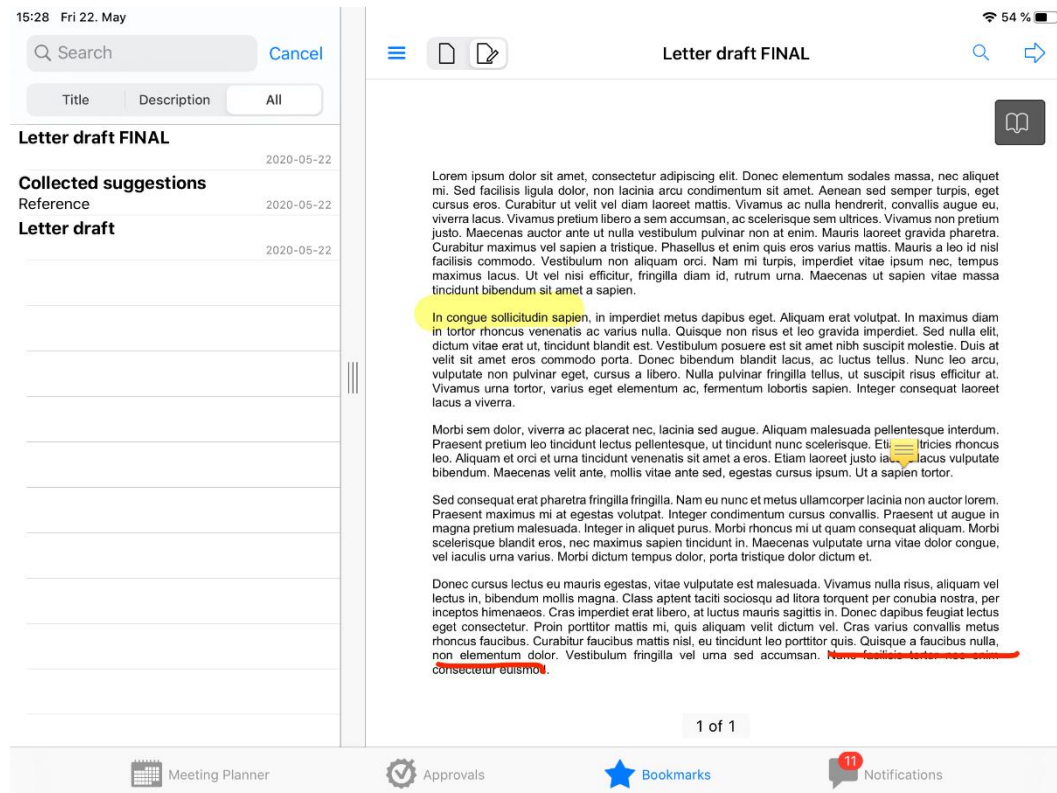 15:28 Fri 22. May
54 %
Search
Cancel
Title Description All
Letter draft FINAL
2020-05-22
Collected suggestions
Reference 2020-05-22
Letter draft
2020-05-22
Letter draft FINAL
Lorem ipsum dolor sit amet, consectetur adipiscing elit. Donec elementum sodales massa, nec aliquet
mi. Sed facilisis ligula dolor, non lacinia arcu condimentum sit amet. Aenean sed semper turpis, eget
cursus eros. Curabitur ut velit vel diam laoreet mattis. Vivamus ac nulla hendrerit, convallis augue eu,
viverra lacus. Vivamus pretium libero a sem accumsan, ac scelerisque sem ultrices. Vivamus non pretium
justo. Maecenas auctor ante ut nulla vestibulum pulvinar non at enim. Mauris laoreet gravida pharetra.
Curabitur maximus vel sapien a tristique. Phasellus et enim quis eros varius mattis. Mauris a leo id nisl
facilisis commodo. Vestibulum non aliquam orci. Nam mi turpis, imperdiet vitae ipsum nec, tempus
maximus lacus. Ut vel nisi efficitur, fringilla diam id, rutrum urna. Maecenas ut sapien vitae massa
tincidunt bibendum sit amet a sapien.
In congue sollicitudin sapien, in imperdiet metus dapibus eget. Aliquam erat volutpat. In maximus diam
in tortor rhoncus venenatis ac varius nulla. Quisque non risus et leo gravida imperdiet. Sed nulla elit,
dictum vitae erat ut, tincidunt blandit est. Vestibulum posuere est sit amet nibh suscipit molestie. Duis at
velit sit amet eros commodo porta. Donec bibendum blandit lacus, ac luctus tellus. Nunc leo arcu,
vulputate non pulvinar eget, cursus a libero. Nulla pulvinar fringilla tellus, ut suscipit risus efficitur at.
Vivamus urna tortor, varius eget elementum ac, fermentum lobortis sapien. Integer consequat laoreet
lacus a viverra.
Morbi sem dolor, viverra ac placerat nec, lacinia sed augue. Aliquam malesuada pellentesque interdum.
Praesent pretium leo tincidunt lectus pellentesque, ut tincidunt nunc scelerisque. rhoncus
leo. Aliquam et orci et urna tincidunt venenatis sit amet a eros. Etiam laoreet justo lacus vulputate
bibendum. Maecenas velit ante, mollis vitae ante sed, egestas cursus ipsum. Ut a sapien tortor.
Sed consequat erat pharetra fringilla fringilla. Nam eu nunc et metus ullamcorper lacinia non auctor lorem.
Praesent maximus mi at egestas volutpat. Integer condimentum cursus convallis. Praesent ut augue in
magna pretium malesuada. Integer in aliquet purus. Morbi rhoncus mi ut quam consequat aliquam. Morbi
scelerisque blandit eros, nec maximus sapien tincidunt in. Maecenas vulputate urna vitae dolor congue,
vel iaculis urna varius. Morbi dictum tempus dolor, porta tristique dolor dictum et.
Donec cursus lectus eu mauris egestas, vitae vulputate est malesuada. Vivamus nulla risus, aliquam vel
lectus in, bibendum mollis magna. Class aptent taciti sociosqu ad litora torquent per conubia nostra, per
inceptos himenaeos. Cras imperdiet erat libero, at luctus mauris sagittis in. Donec dapibus feugiat lectus
eget consectetur. Proin porttitor mattis mi, quis aliquam velit dictum vel. Cras varius convallis metus
rhoncus faucibus. Curabitur faucibus mattis nisl, eu tincidunt leo porttitor quis. Quisque a faucibus nulla,
non elementum dolor. Vestibulum fringilla vel urna sed accumsan. Nunc facilisis tortor nec enim
consectetur euismod.
1 of 1
Meeting Planner
Approvals
Bookmarks
11
Notifications